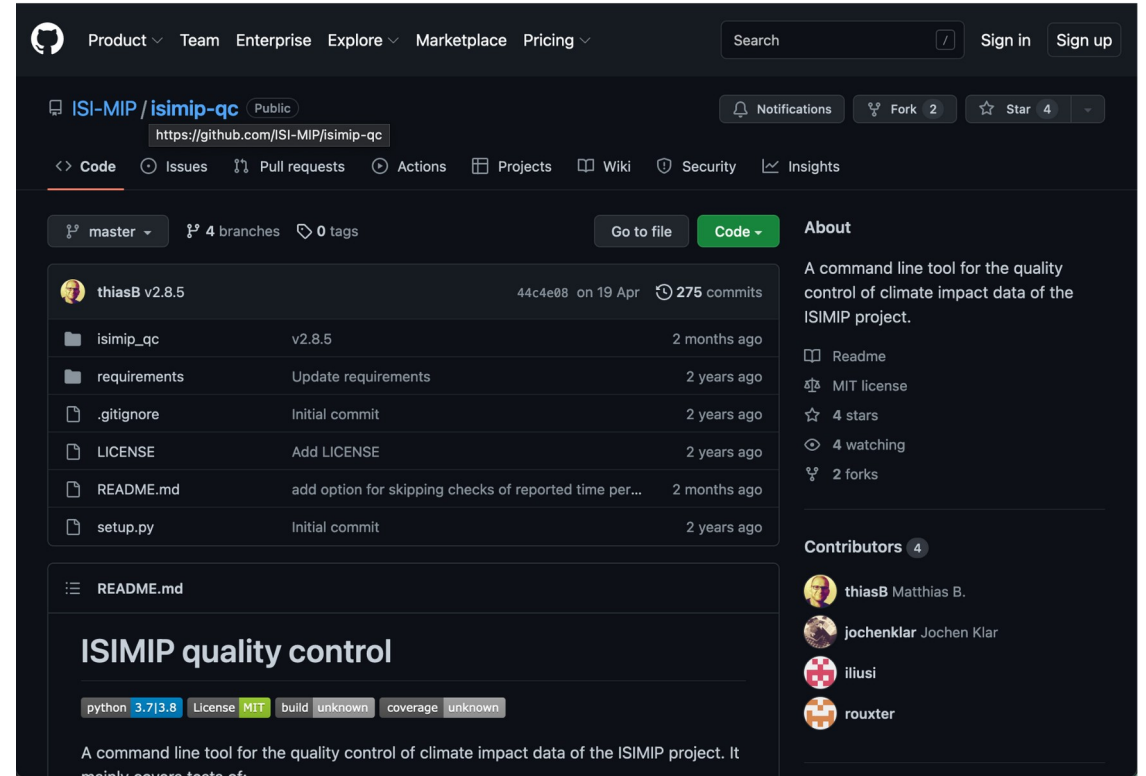 Product Team Enterprise Explore Marketplace Pricing Search / Sign in Sign up
ISI-MIP / isimip-qc Public Notifications Fork 2 Star 4
https://github.com/ISI-MIP/isimip-qc
<> Code Issues Pull requests Actions Projects Wiki Security Insights
master 4 branches 0 tags Go to file Code
thiasB v2.8.5 44c4e08 on 19 Apr 275 commits
isimip_qc v2.8.5 2 months ago
requirements Update requirements 2 years ago
.gitignore Initial commit 2 years ago
LICENSE Add LICENSE 2 years ago
README.md add option for skipping checks of reported time per... 2 months ago
setup.py Initial commit 2 years ago
README.md
ISIMIP quality control
python 3.7|3.8 License MIT build unknown coverage unknown
A command line tool for the quality control of climate impact data of the ISIMIP project. It
mainly covers tests of:
About
A command line tool for the quality
control of climate impact data of the
ISIMIP project.
Readme
MIT license
4 stars
4 watching
2 forks
Contributors 4
thiasB Matthias B.
jochenklar Jochen Klar
iliusi
rouxter